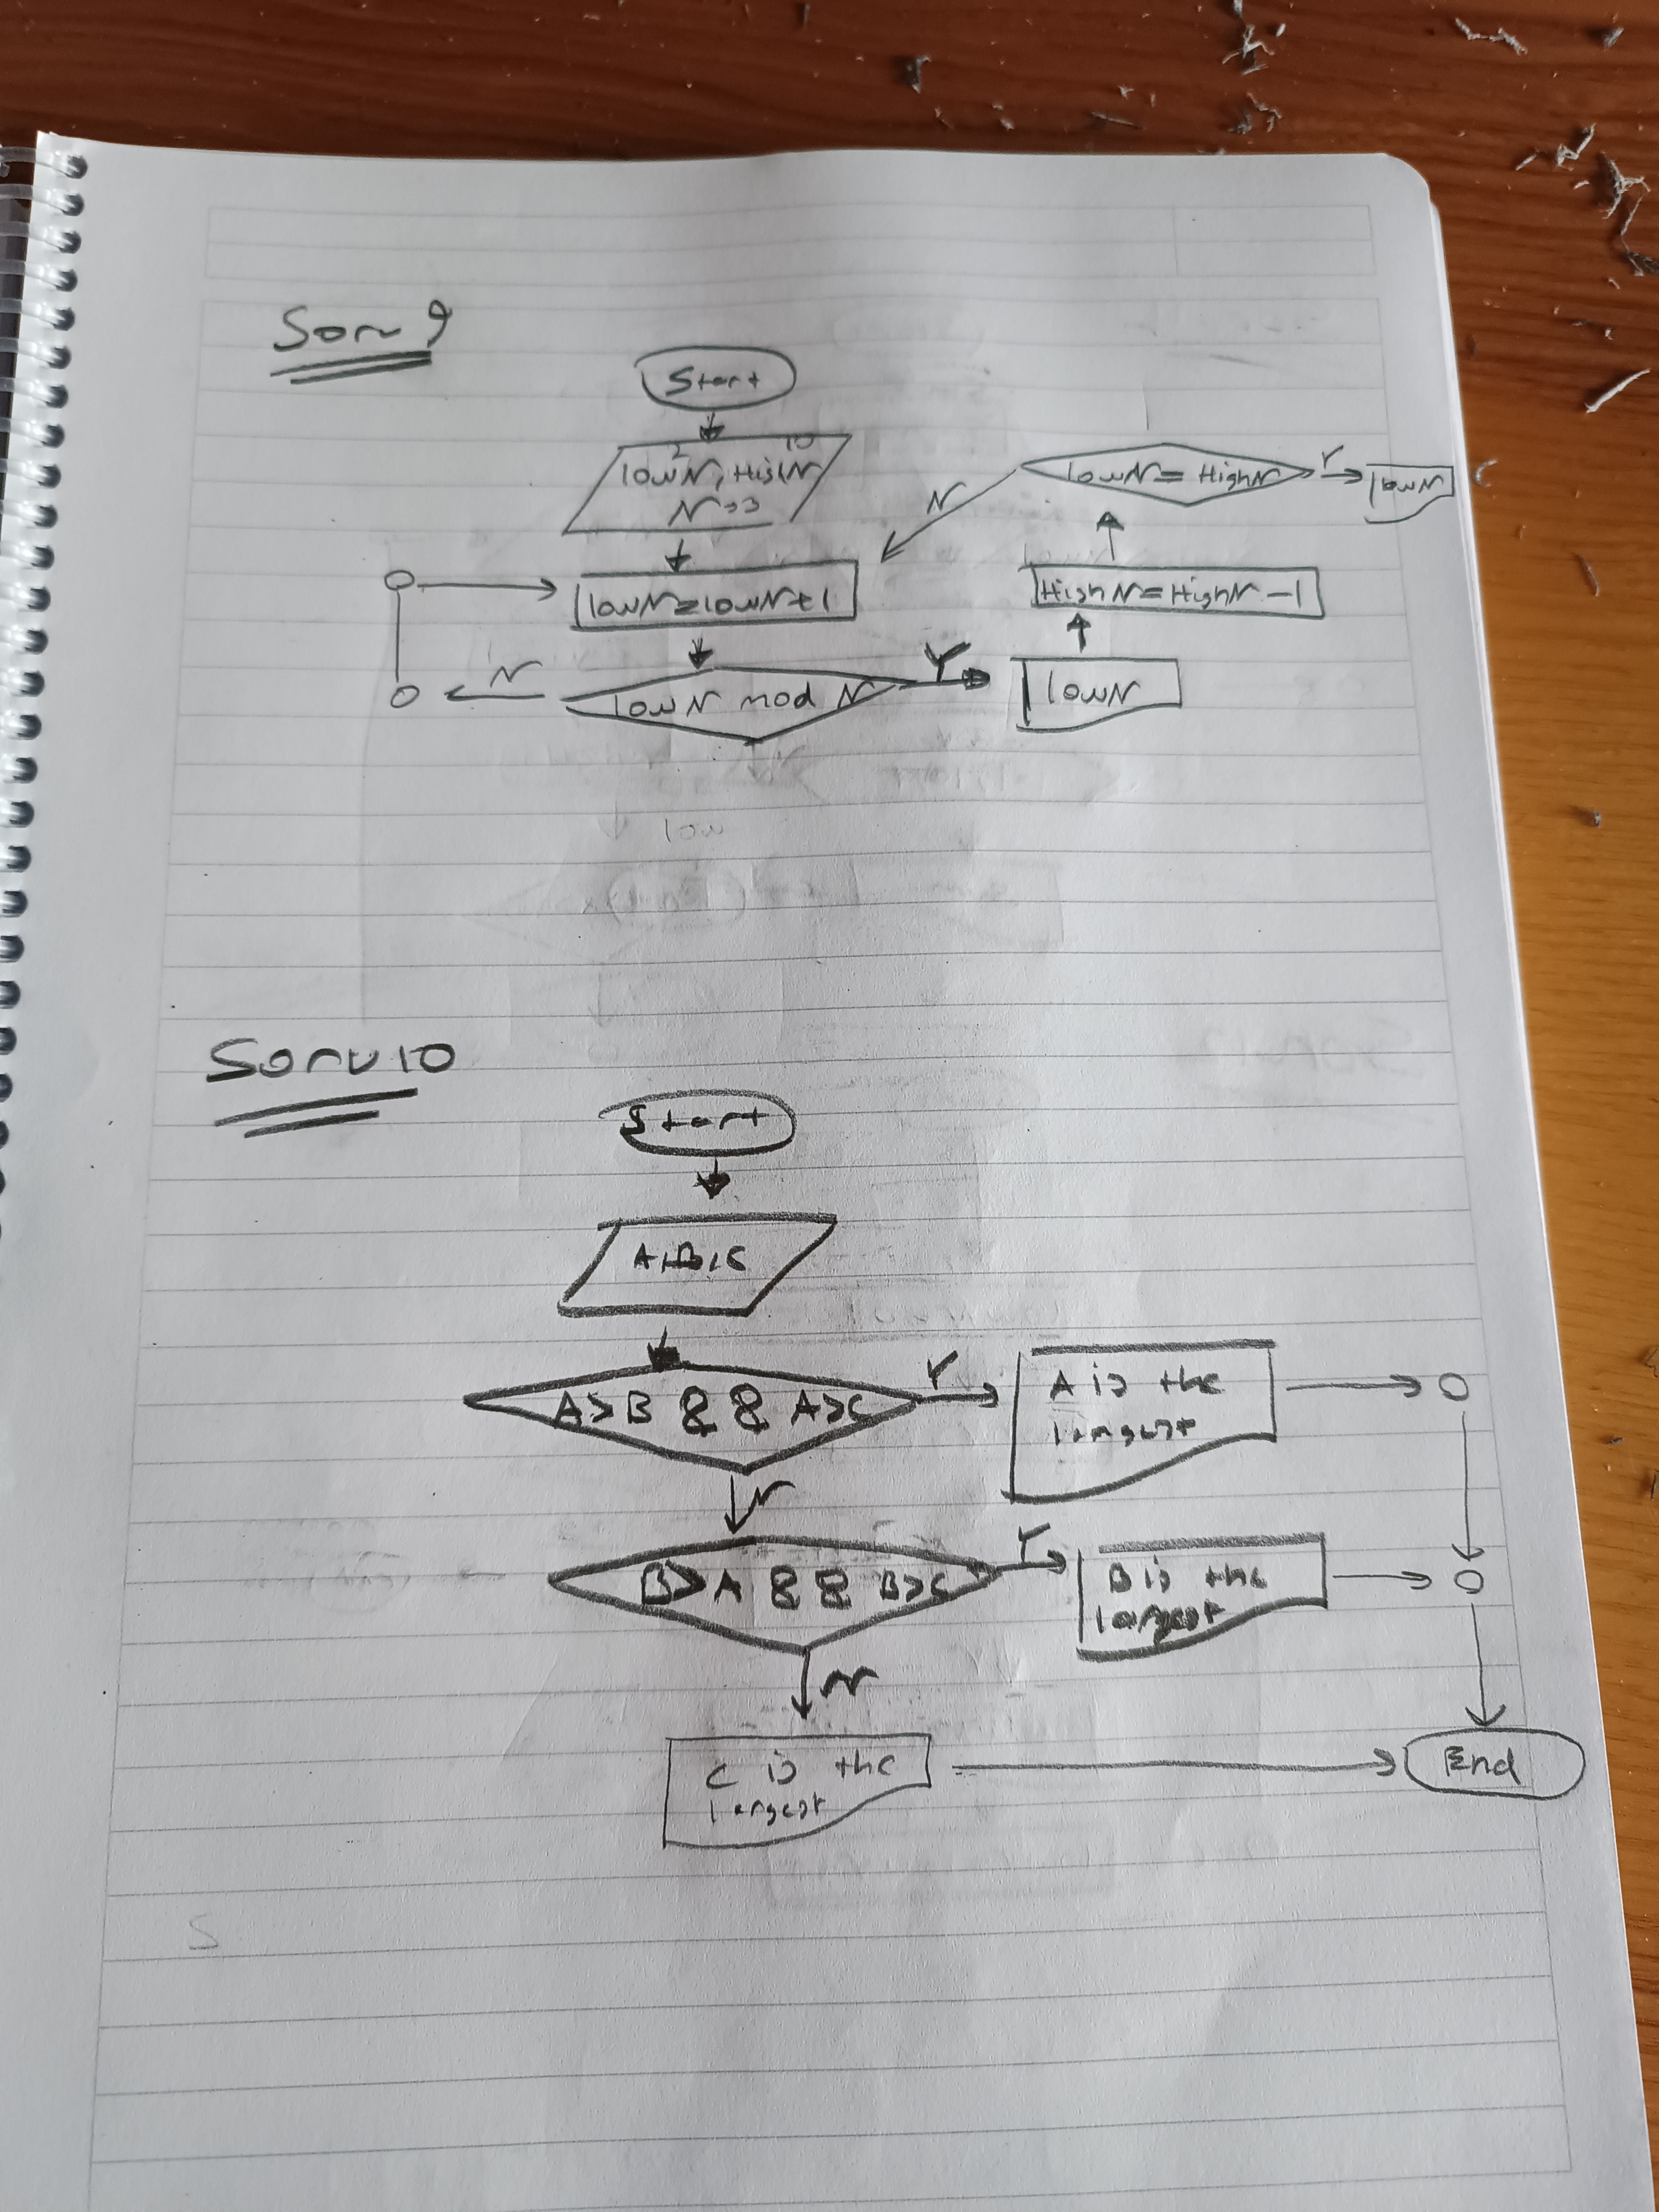 Soru 9
Start
2 10
lowN, HighN
N=3
lowN=HighN
Y
lowN
N
lowN=lowN+1
HighN=HighN-1
N
lowN mod N
Y
lowN
low
Soru 10
Start
A,B,C
A>B && A>C
Y
A is the
largest
N
B>A && B>C
Y
B is the
largest
N
C is the
largest
End
S